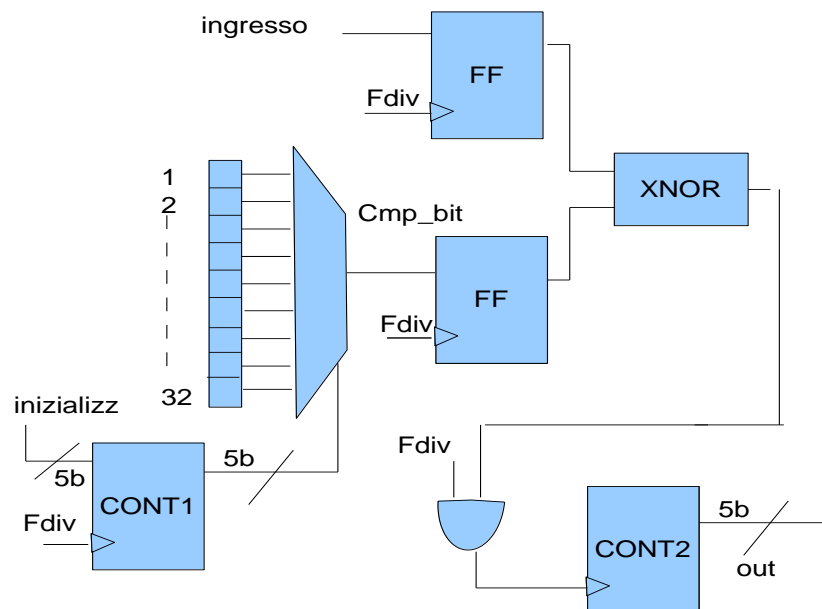 ingresso
FF
Fdiv
XNOR
1
2
32
Cmp_bit
FF
Fdiv
inizializz
5b
CONT1
Fdiv
5b
Fdiv
CONT2
5b
out